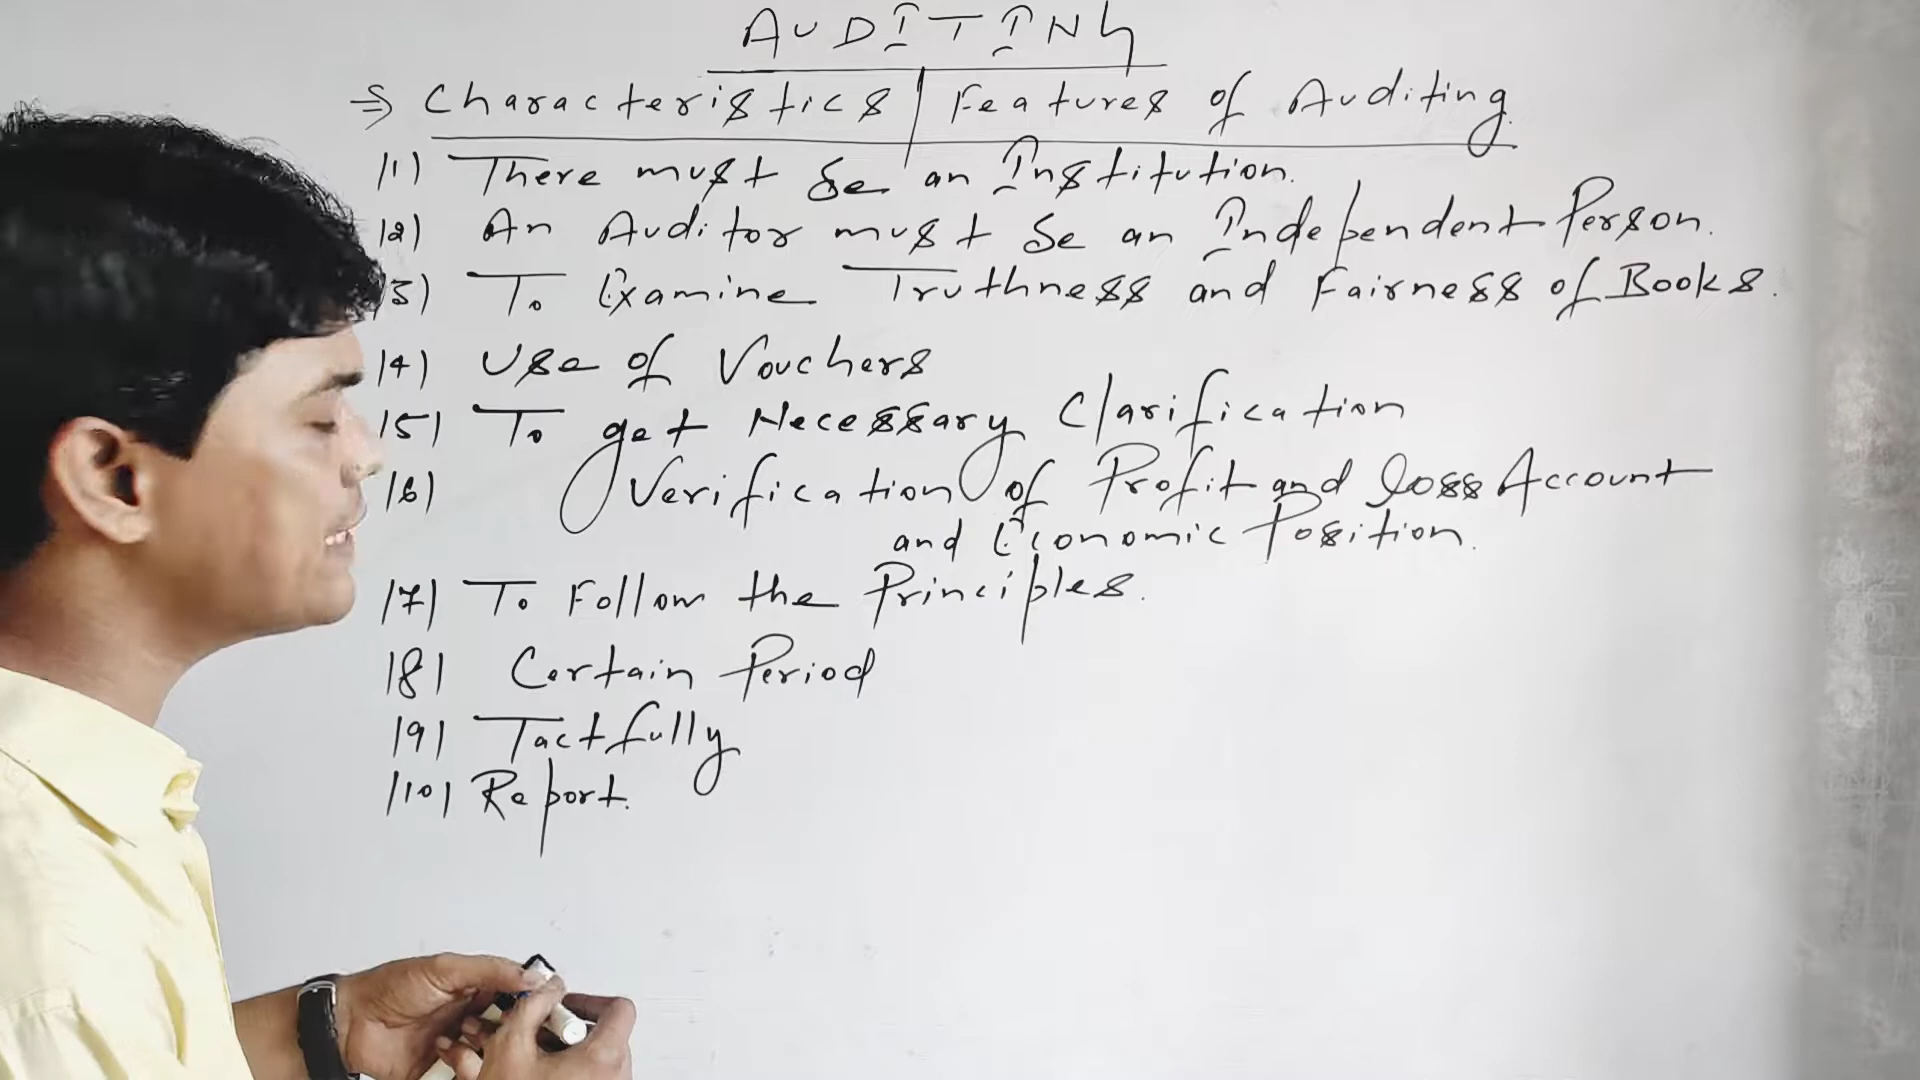 AUDITING
⇒ Characteristics | Features of Auditing
(1) There must be an Institution.
(2) An Auditor must be an Independent Person.
(3) To Examine Truthness and Fairness of Books.
(4) Use of Vouchers
(5) To get Necessary Clarification
(6) Verification of Profit and loss Account
and Economic Position.
(7) To Follow the Principles.
(8) Certain Period
(9) Tactfully
(10) Report.